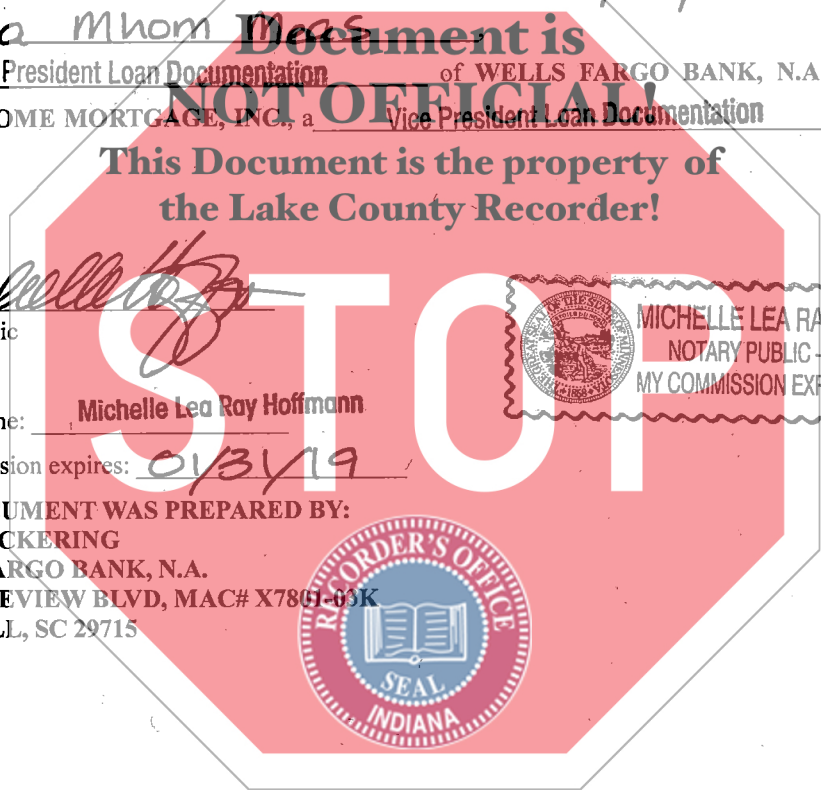 a Mhom Maas
Document is
President Loan Documentation of WELLS FARGO BANK, N.A
NOT OFFICIAL!
OME MORTGAGE, INC., a Vice President Loan Documentation
This Document is the property of
the Lake County Recorder!
STOP
ic
MICHELLE LEA RA
NOTARY PUBLIC -
MY COMMISSION EXP
ne: Michelle Lea Ray Hoffmann
sion expires: 01/31/19
UMENT WAS PREPARED BY:
CKERING
ARGO BANK, N.A.
EVIEW BLVD, MAC# X7801-03K
LL, SC 29715
RECORDER'S OFFICE
SEAL
INDIANA